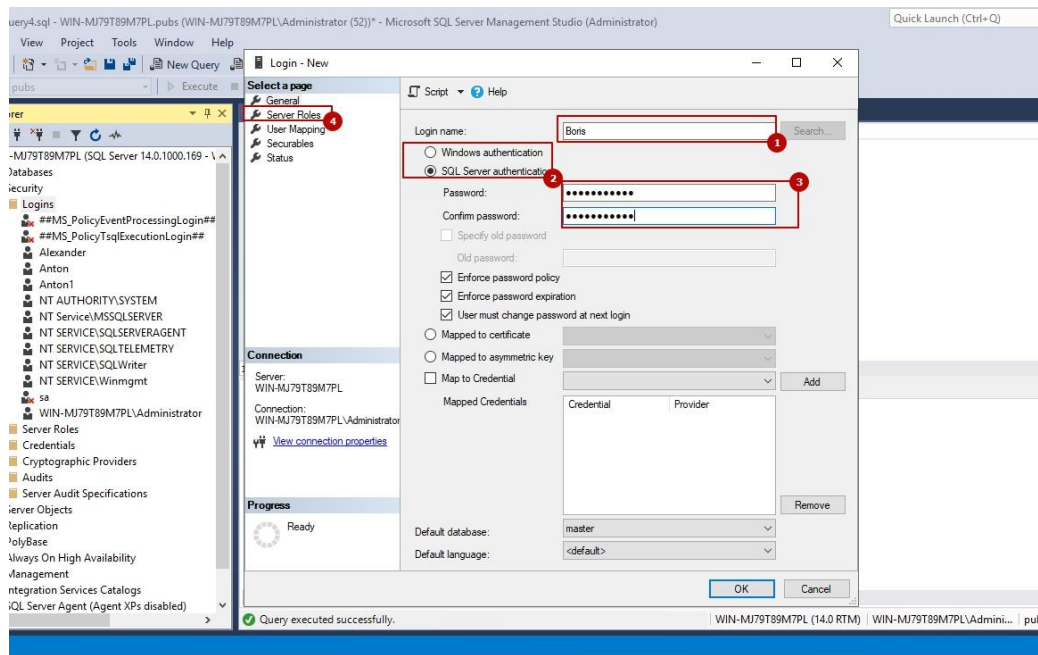 uery4.sql - WIN-MJ79T89M7PL.pubs (WIN-MJ79T89M7PL\Administrator (52))* - Microsoft SQL Server Management Studio (Administrator)
Quick Launch (Ctrl+Q)
View Project Tools Window Help
New Query
pubs
Execute
rer
-MJ79T89M7PL (SQL Server 14.0.1000.169 - \
Databases
Security
Logins
##MS_PolicyEventProcessingLogin##
##MS_PolicyTsqlExecutionLogin##
Alexander
Anton
Anton1
NT AUTHORITY\SYSTEM
NT Service\MSSQLSERVER
NT SERVICE\SQLSERVERAGENT
NT SERVICE\SQLTELEMETRY
NT SERVICE\SQLWriter
NT SERVICE\Winmgmt
sa
WIN-MJ79T89M7PL\Administrator
Server Roles
Credentials
Cryptographic Providers
Audits
Server Audit Specifications
Server Objects
Replication
PolyBase
Always On High Availability
Management
Integration Services Catalogs
SQL Server Agent (Agent XPs disabled)
Login - New
Select a page
General
Server Roles
4
User Mapping
Securables
Status
Connection
Server:
WIN-MJ79T89M7PL
Connection:
WIN-MJ79T89M7PL\Administrator
View connection properties
Progress
Ready
Script
Help
Login name:
Boris
Search...
1
Windows authentication
SQL Server authentication
2
3
Password:
●●●●●●●●●●●
Confirm password:
●●●●●●●●●●●
Specify old password
Old password:
Enforce password policy
Enforce password expiration
User must change password at next login
Mapped to certificate
Mapped to asymmetric key
Map to Credential
Add
Mapped Credentials
Credential Provider
Remove
Default database:
master
Default language:
<default>
OK Cancel
Query executed successfully.
WIN-MJ79T89M7PL (14.0 RTM) WIN-MJ79T89M7PL\Admini... pul